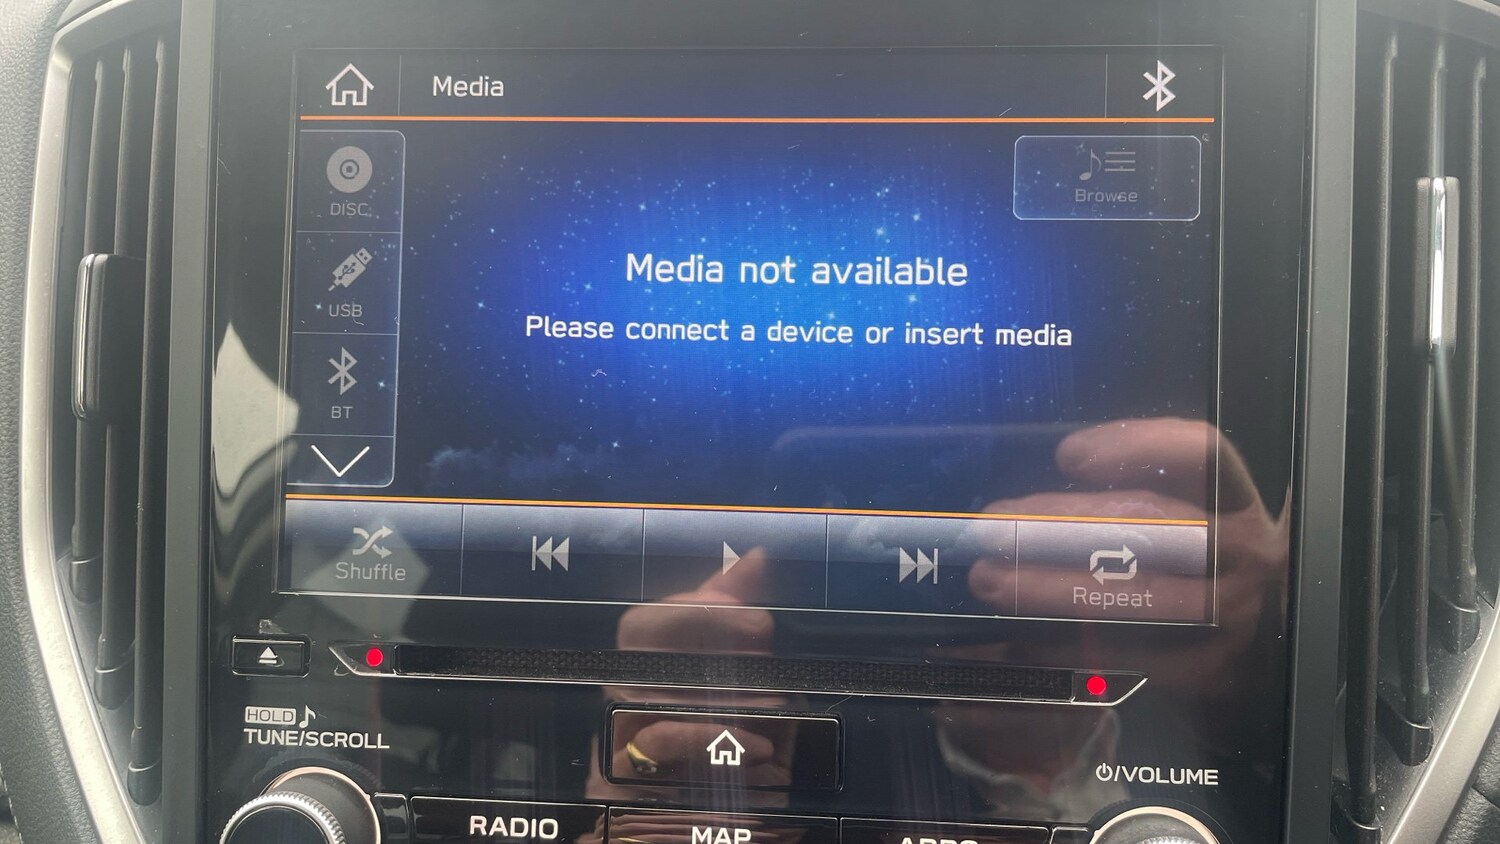 Media
DISC
USB
BT
Browse
Media not available
Please connect a device or insert media
Shuffle
Repeat
HOLD
TUNE/SCROLL
/VOLUME
RADIO
MAP
APPS